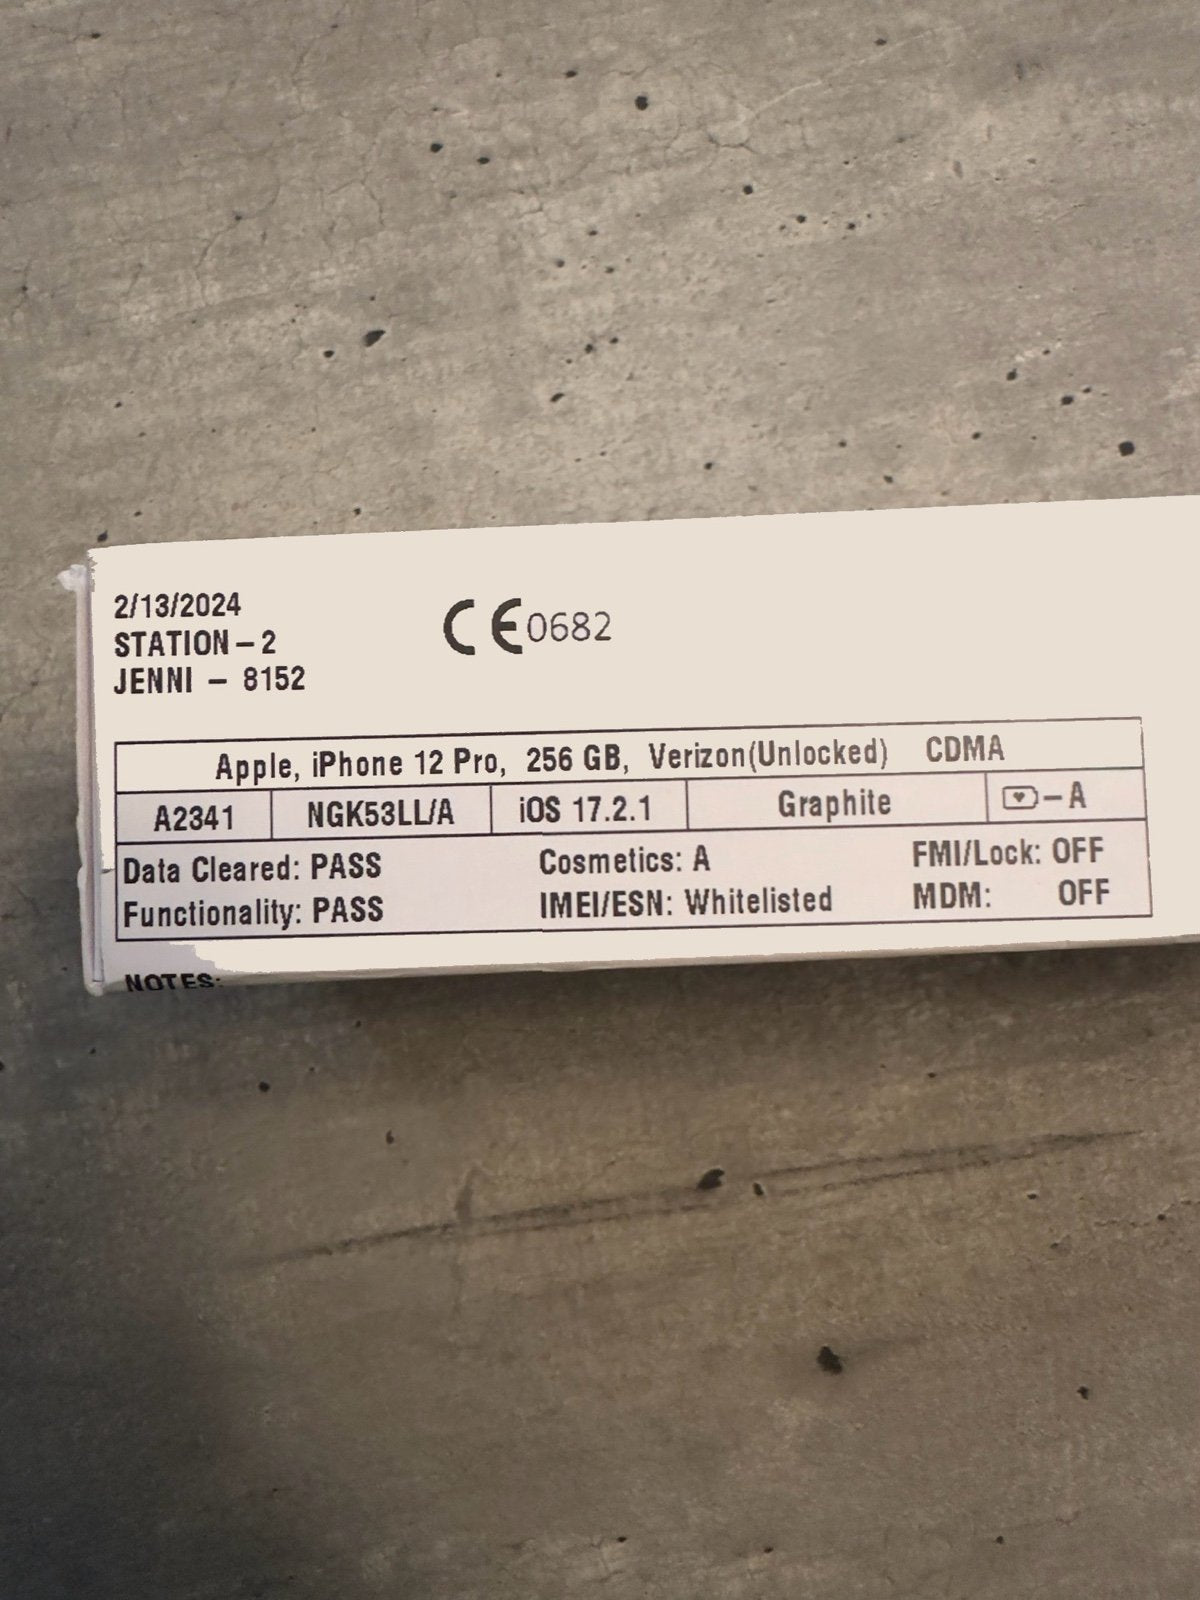 2/13/2024
STATION – 2
JENNI – 8152
CE 0682
Apple, iPhone 12 Pro, 256 GB, Verizon(Unlocked) CDMA
A2341 NGK53LL/A iOS 17.2.1 Graphite – A
Data Cleared: PASS Cosmetics: A FMI/Lock: OFF
Functionality: PASS IMEI/ESN: Whitelisted MDM: OFF
NOTES: